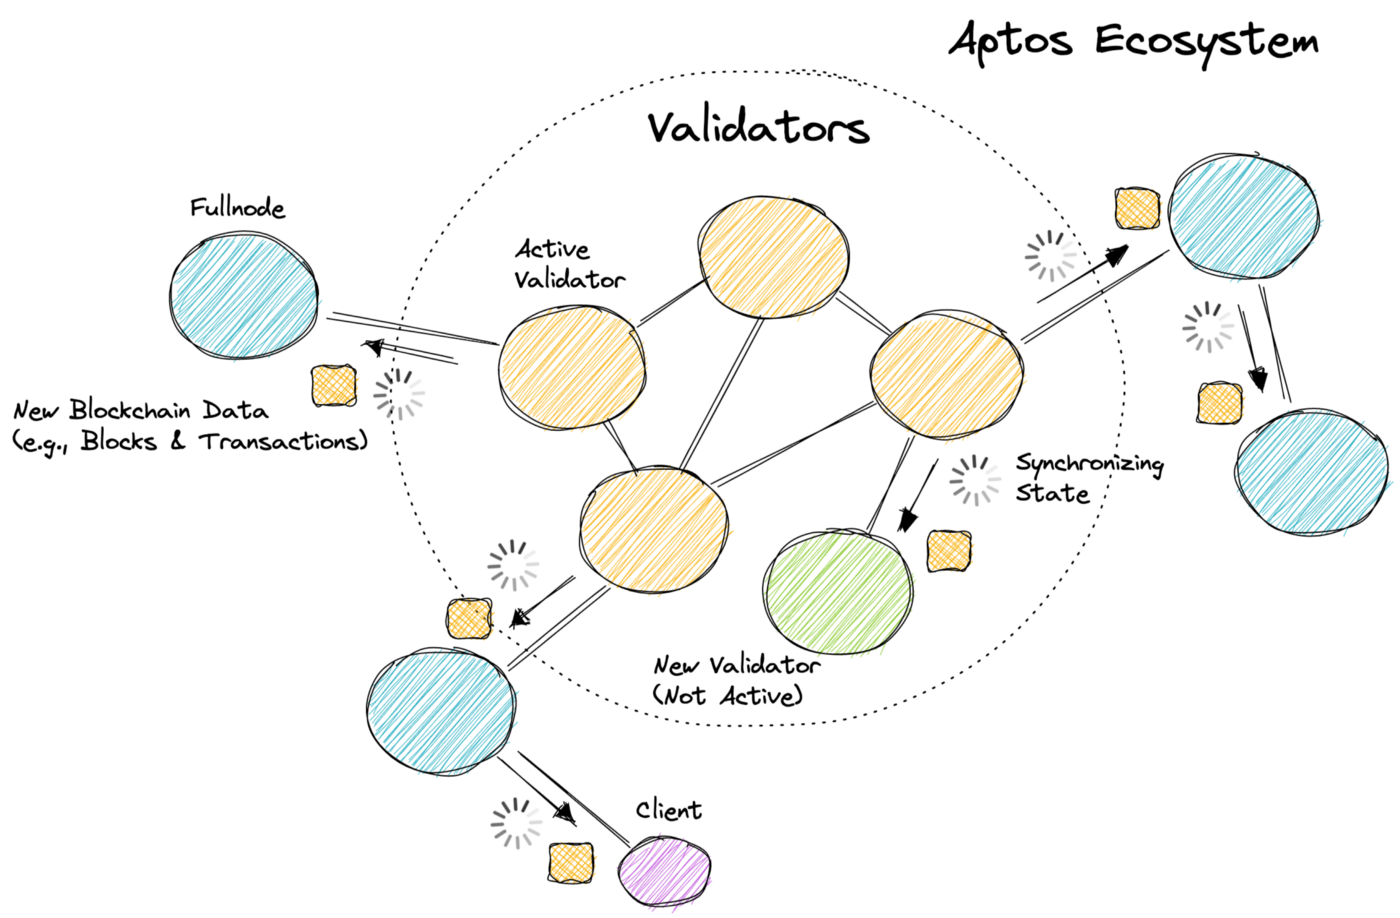 Aptos Ecosystem
Validators
Fullnode
Active
Validator
New Blockchain Data
(e.g., Blocks & Transactions)
Synchronizing
State
New Validator
(Not Active)
Client